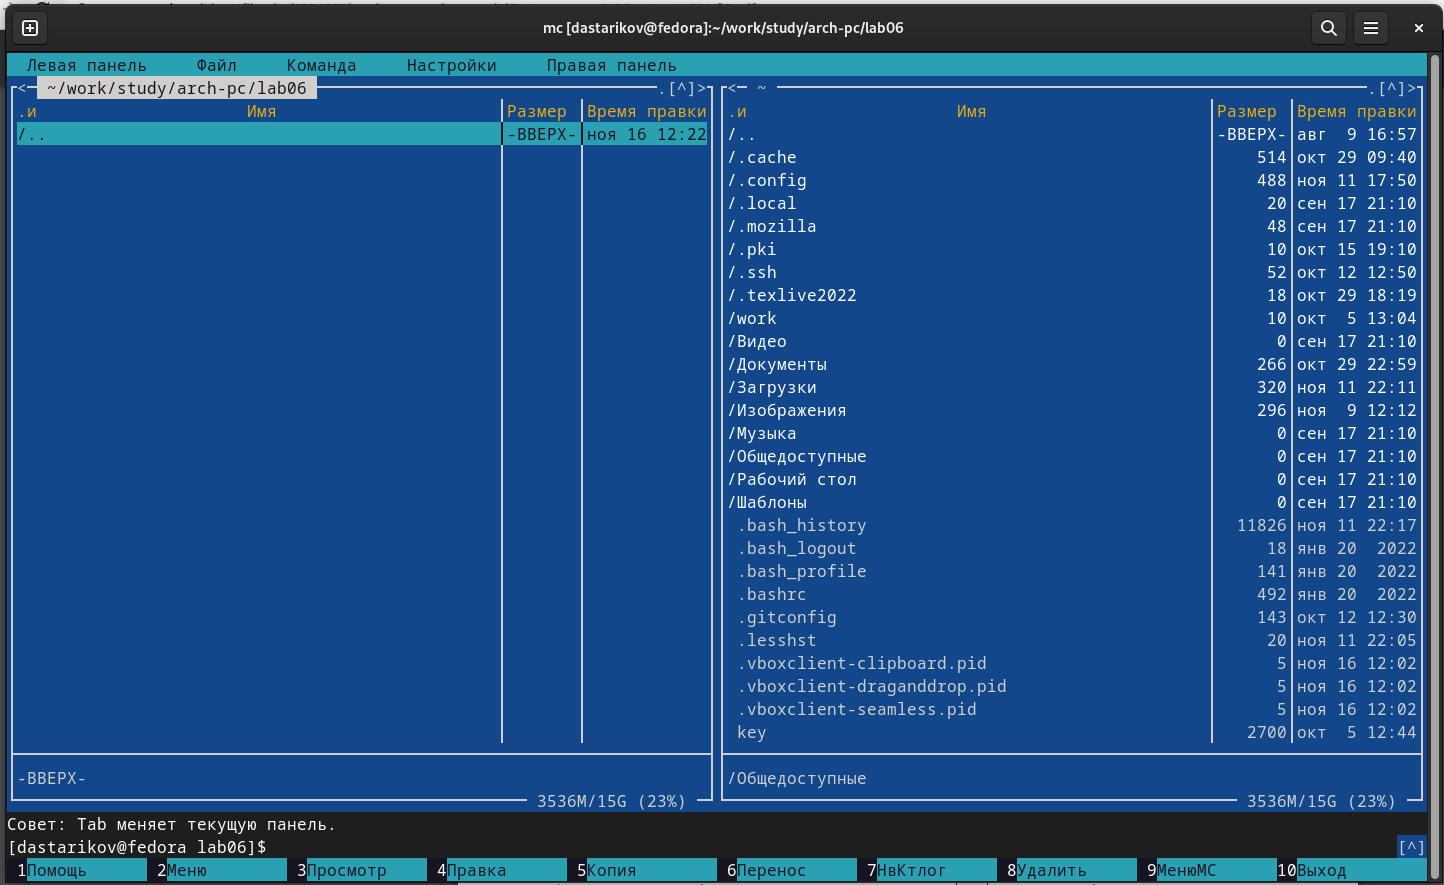 mc [dastarikov@fedora]:~/work/study/arch-pc/lab06
Левая панель Файл Команда Настройки Правая панель
<─ ~/work/study/arch-pc/lab06 .[^]>
.и Имя Размер Время правки
/.. -ВВЕРХ- ноя 16 12:22
-ВВЕРХ-
3536M/15G (23%)
<─ ~ .[^]>
.и Имя Размер Время правки
/.. -ВВЕРХ- авг 9 16:57
/.cache 514 окт 29 09:40
/.config 488 ноя 11 17:50
/.local 20 сен 17 21:10
/.mozilla 48 сен 17 21:10
/.pki 10 окт 15 19:10
/.ssh 52 окт 12 12:50
/.texlive2022 18 окт 29 18:19
/work 10 окт 5 13:04
/Видео 0 сен 17 21:10
/Документы 266 окт 29 22:59
/Загрузки 320 ноя 11 22:11
/Изображения 296 ноя 9 12:12
/Музыка 0 сен 17 21:10
/Общедоступные 0 сен 17 21:10
/Рабочий стол 0 сен 17 21:10
/Шаблоны 0 сен 17 21:10
.bash_history 11826 ноя 11 22:17
.bash_logout 18 янв 20 2022
.bash_profile 141 янв 20 2022
.bashrc 492 янв 20 2022
.gitconfig 143 окт 12 12:30
.lesshst 20 ноя 11 22:05
.vboxclient-clipboard.pid 5 ноя 16 12:02
.vboxclient-draganddrop.pid 5 ноя 16 12:02
.vboxclient-seamless.pid 5 ноя 16 12:02
key 2700 окт 5 12:44
/Общедоступные
3536M/15G (23%)
Совет: Tab меняет текущую панель.
[dastarikov@fedora lab06]$ [^]
1Помощь 2Меню 3Просмотр 4Правка 5Копия 6Перенос 7НвКтлог 8Удалить 9МенюМС 10Выход